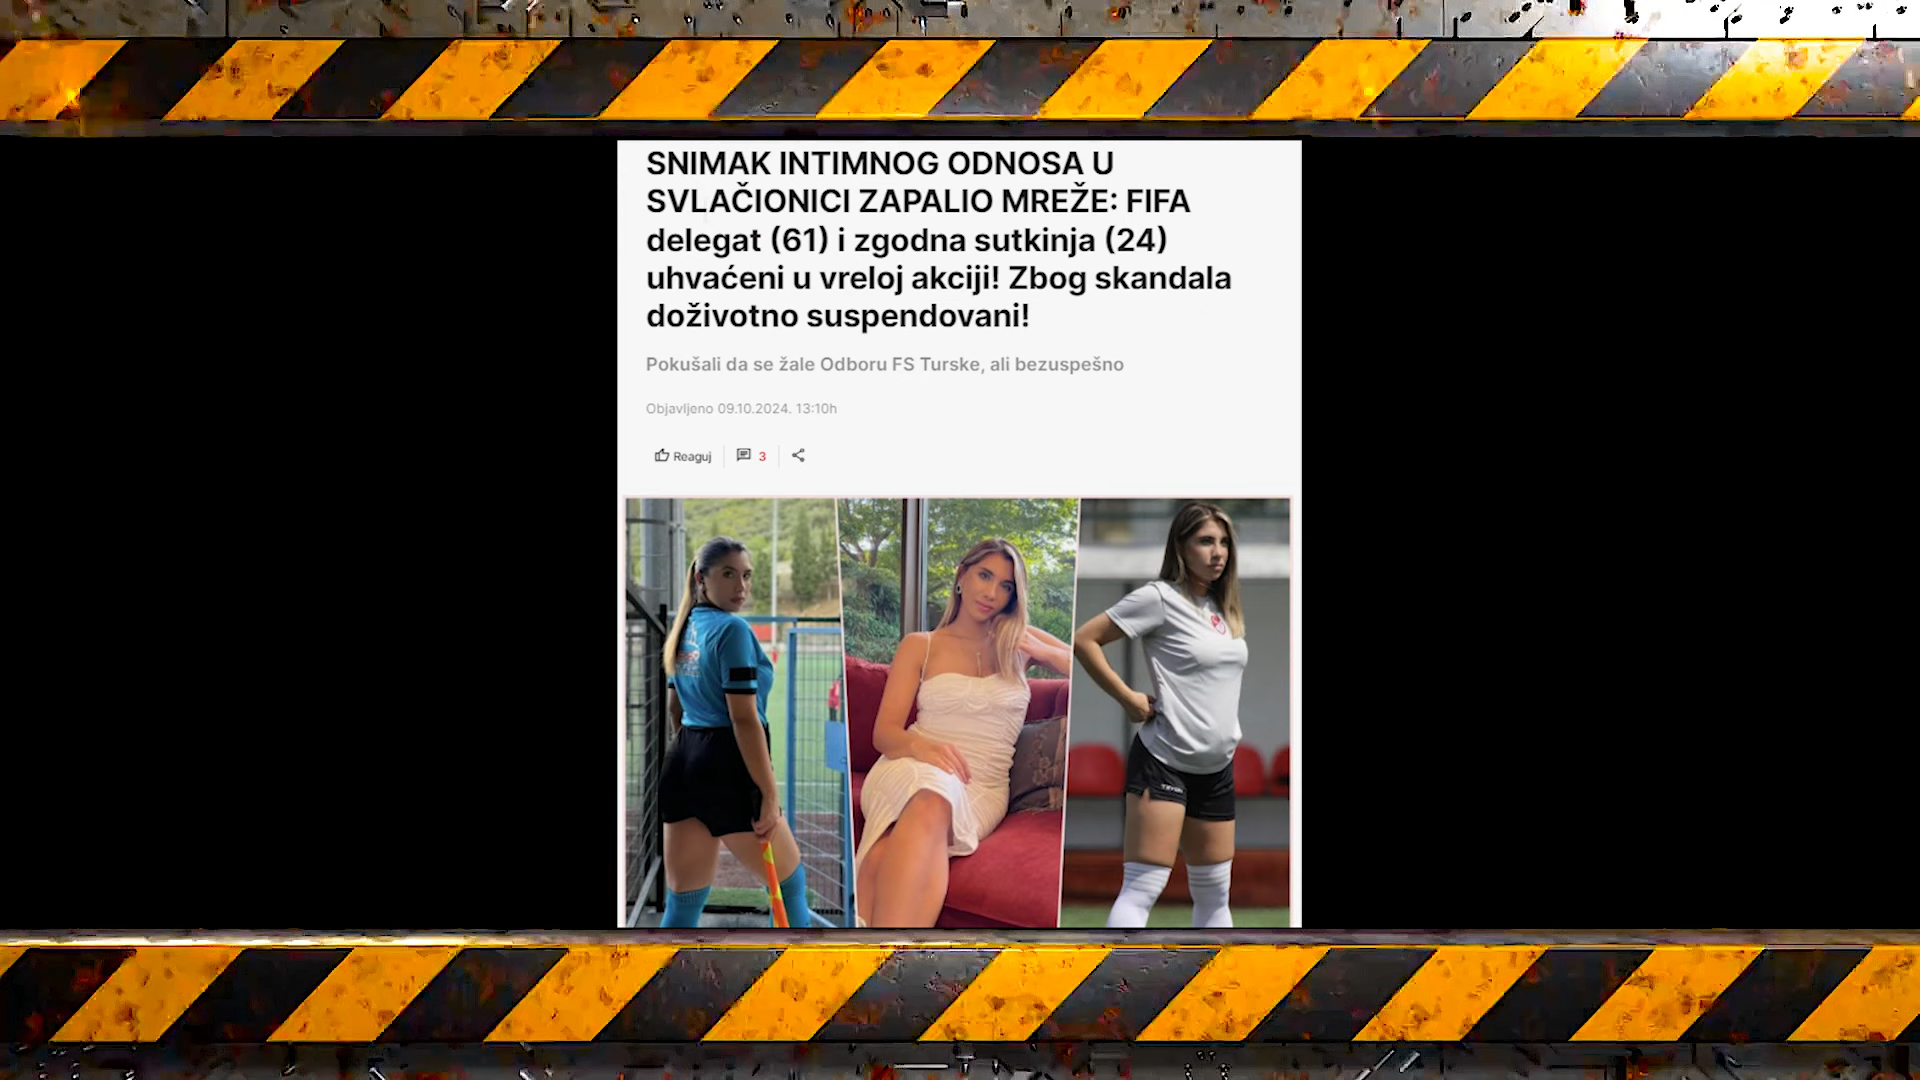 SNIMAK INTIMNOG ODNOSA U
SVLAČIONICI ZAPALIO MREŽE: FIFA
delegat (61) i zgodna sutkinja (24)
uhvaćeni u vreloj akciji! Zbog skandala
doživotno suspendovani!
Pokušali da se žale Odboru FS Turske, ali bezuspešno
Objavljeno 09.10.2024. 13:10h
Reaguj 3